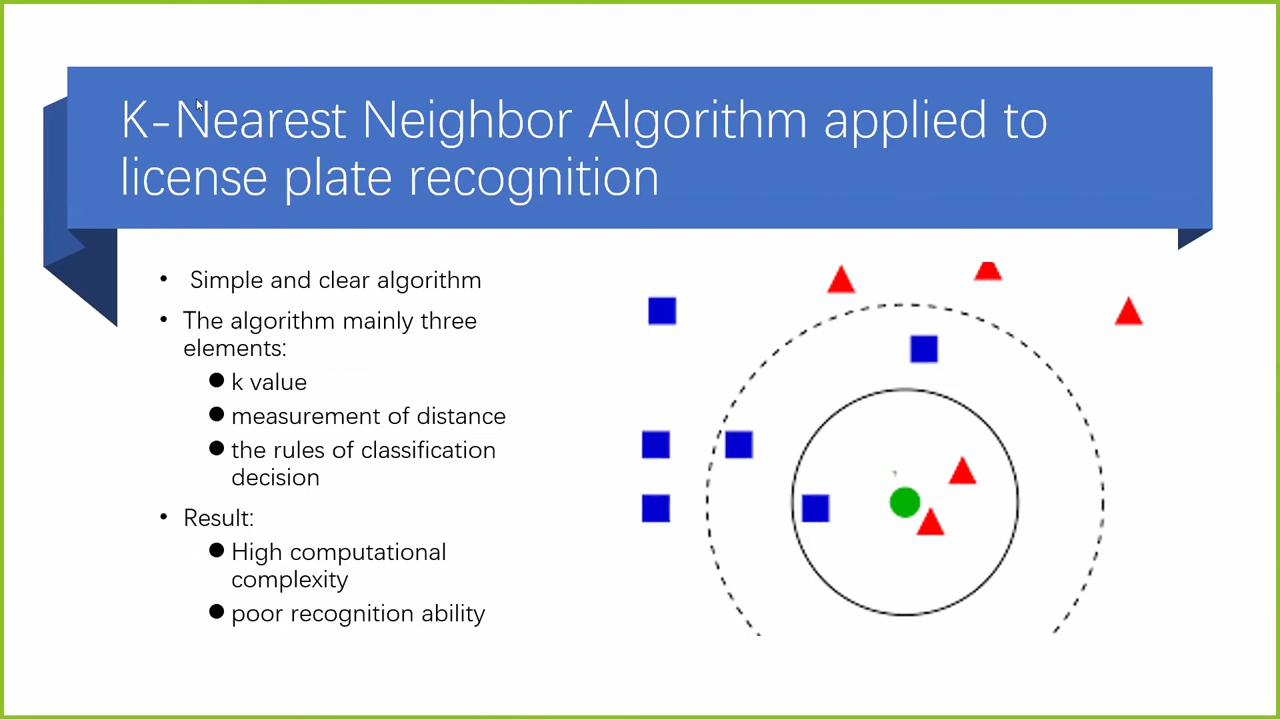 K-Nearest Neighbor Algorithm applied to
license plate recognition
• Simple and clear algorithm
• The algorithm mainly three
elements:
● k value
● measurement of distance
● the rules of classification
decision
• Result:
● High computational
complexity
● poor recognition ability